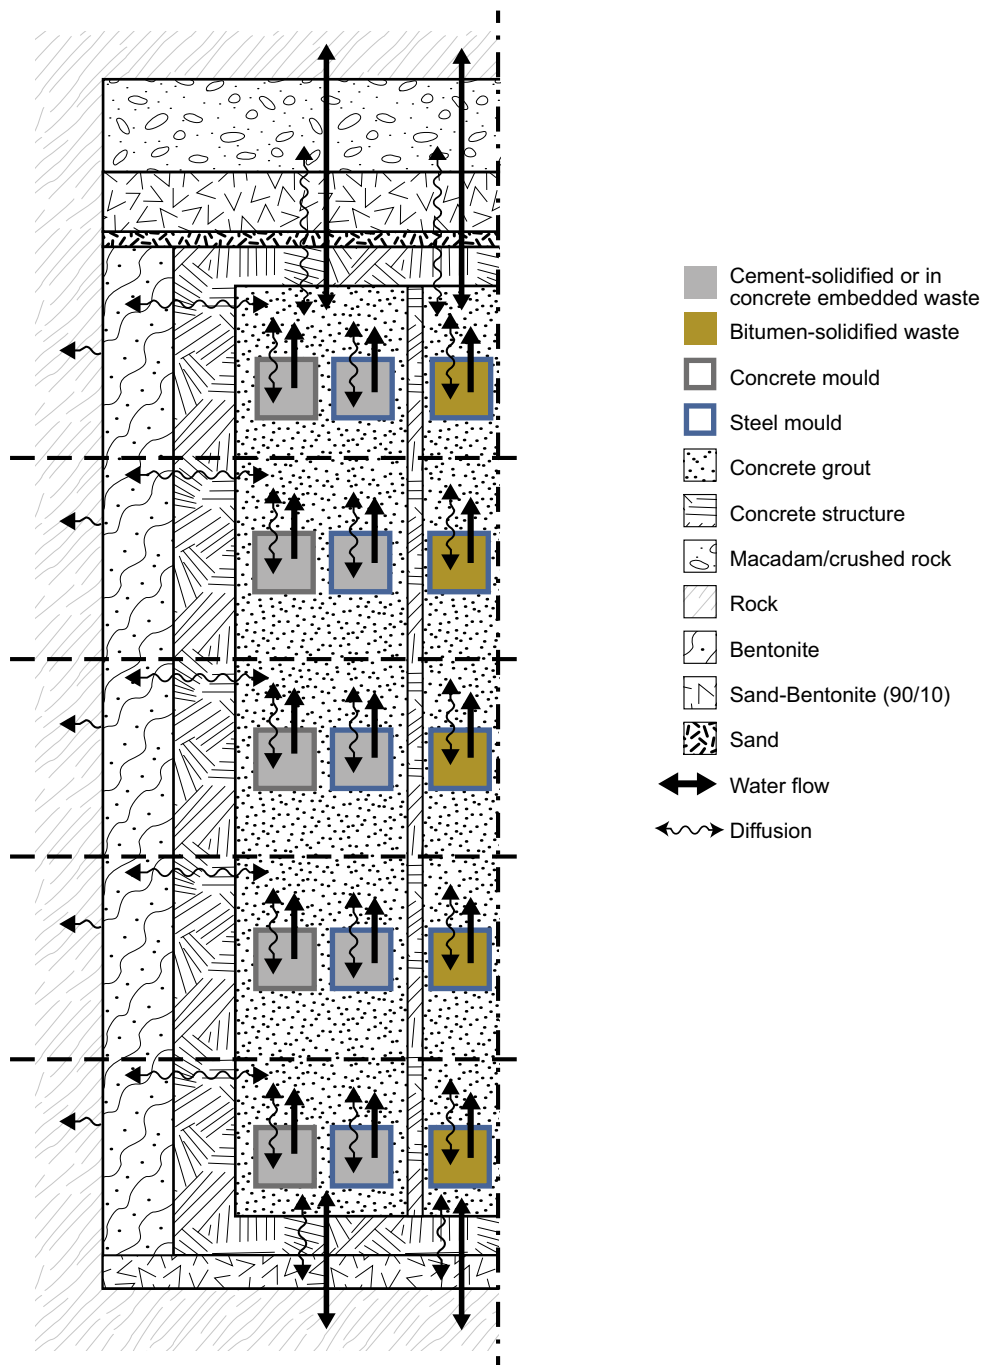 Cement-solidified or in
concrete embedded waste
Bitumen-solidified waste
Concrete mould
Steel mould
Concrete grout
Concrete structure
Macadam/crushed rock
Rock
Bentonite
Sand-Bentonite (90/10)
Sand
Water flow
Diffusion